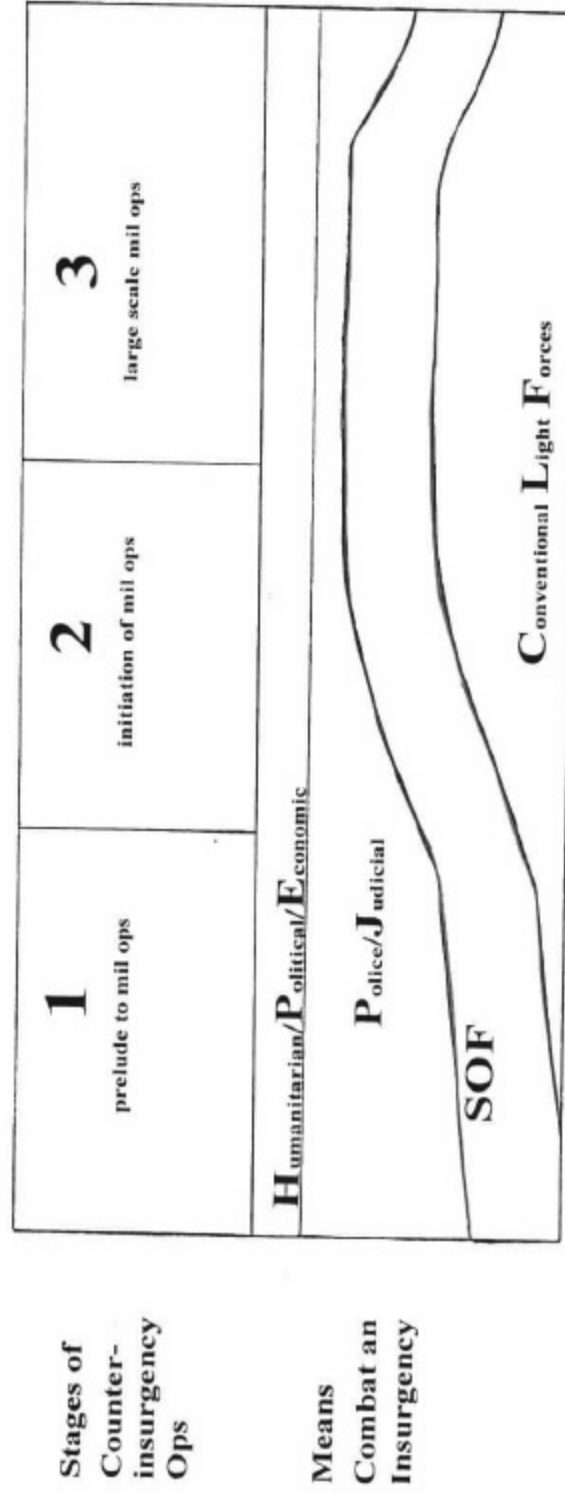 Stages of
Counter-
insurgency
Ops
1
prelude to mil ops
2
initiation of mil ops
3
large scale mil ops
Means
Combat an
Insurgency
Humanitarian/Political/Economic
Police/Judicial
SOF
Conventional Light Forces